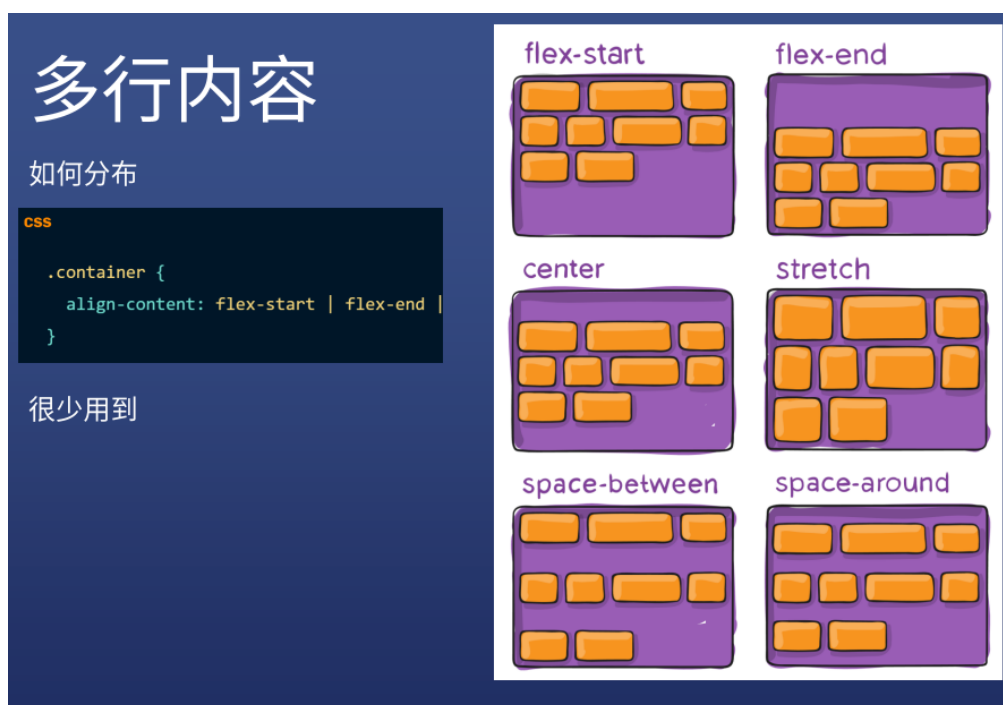 多行内容
如何分布
css
.container {
align-content: flex-start | flex-end |
}
很少用到
flex-start
flex-end
center
stretch
space-between
space-around